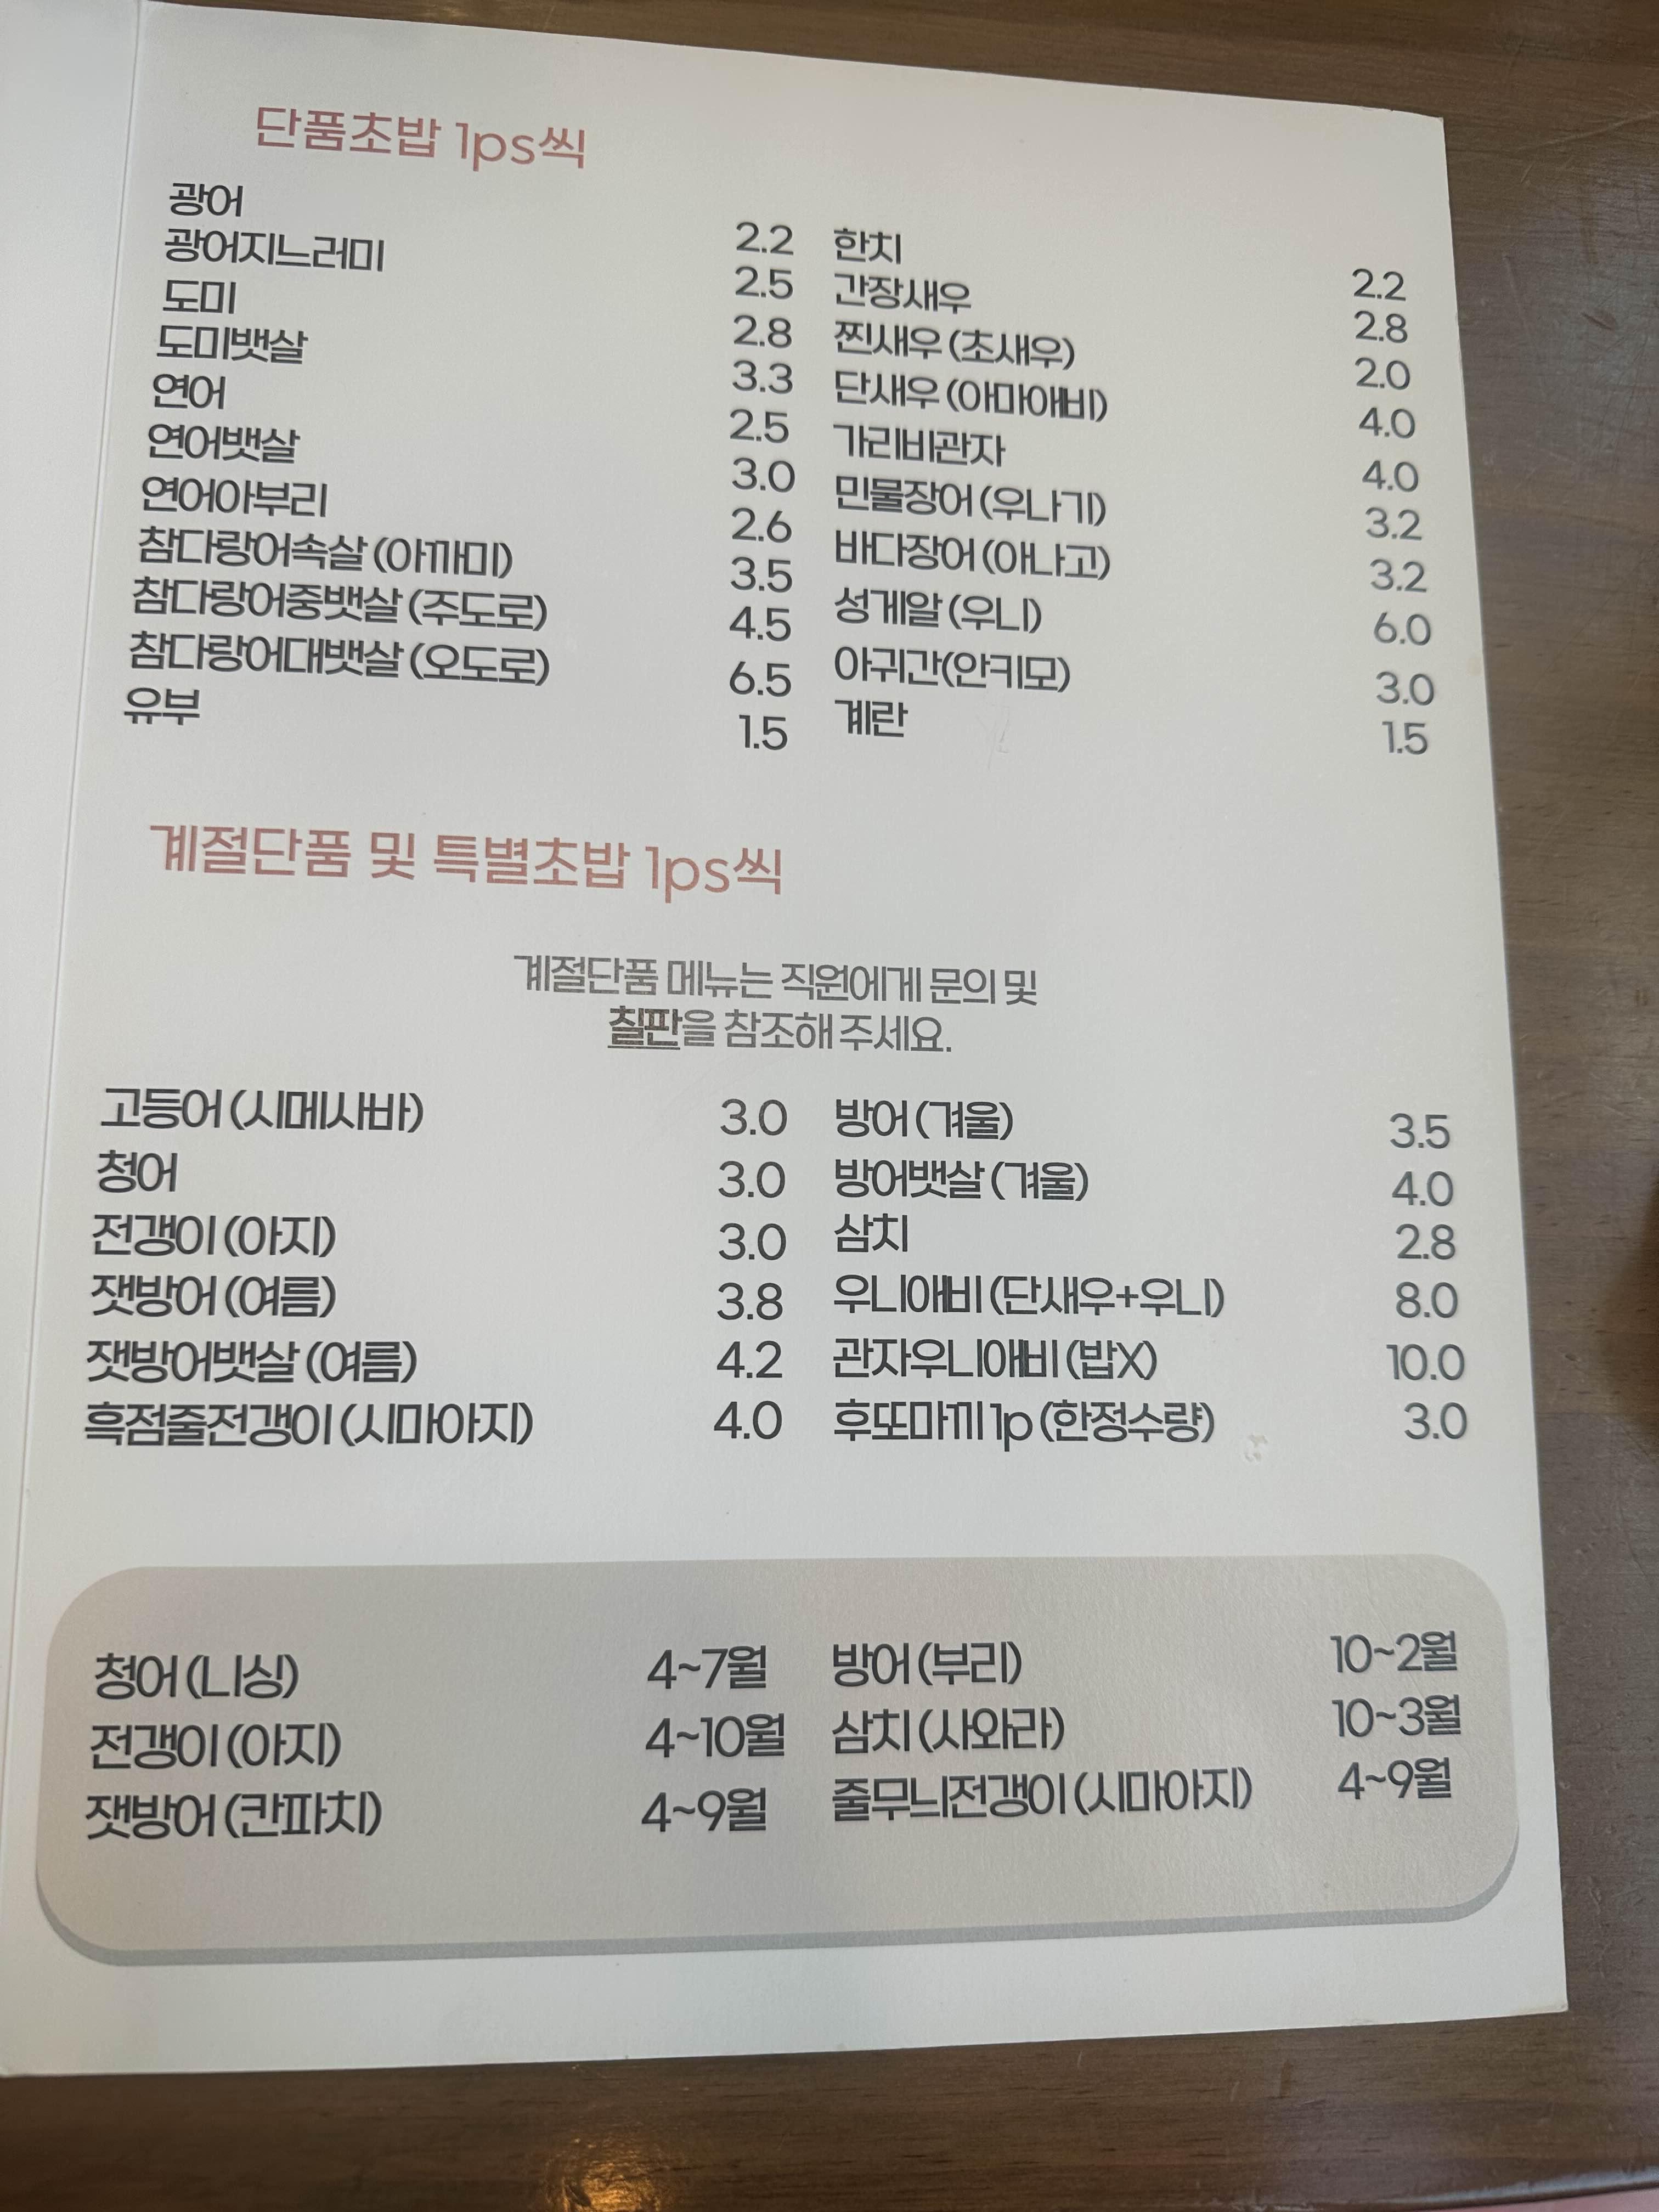 단품초밥 1ps씩
광어 2.2
광어지느러미 2.5
도미 2.8
도미뱃살 3.3
연어 2.5
연어뱃살 3.0
연어아부리 2.6
참다랑어속살 (아까미) 3.5
참다랑어중뱃살 (주도로) 4.5
참다랑어대뱃살 (오도로) 6.5
유부 1.5
한치 2.2
간장새우 2.8
찐새우 (초새우) 2.0
단새우 (아마애비) 4.0
가리비관자 4.0
민물장어 (우나기) 3.2
바다장어 (아나고) 3.2
성게알 (우니) 6.0
아귀간(안키모) 3.0
계란 1.5
계절단품 및 특별초밥 1ps씩
계절단품 메뉴는 직원에게 문의 및
칠판을 참조해 주세요.
고등어 (시메사바) 3.0
청어 3.0
전갱이 (아지) 3.0
잿방어 (여름) 3.8
잿방어뱃살 (여름) 4.2
흑점줄전갱이 (시마아지) 4.0
방어 (겨울) 3.5
방어뱃살 (겨울) 4.0
삼치 2.8
우니애비 (단새우+우니) 8.0
관자우니애비 (밥X) 10.0
후또마끼 1p (한정수량) 3.0
청어 (니싱) 4~7월
전갱이 (아지) 4~10월
잿방어 (칸파치) 4~9월
방어 (부리) 10~2월
삼치 (사와라) 10~3월
줄무늬전갱이 (시마아지) 4~9월